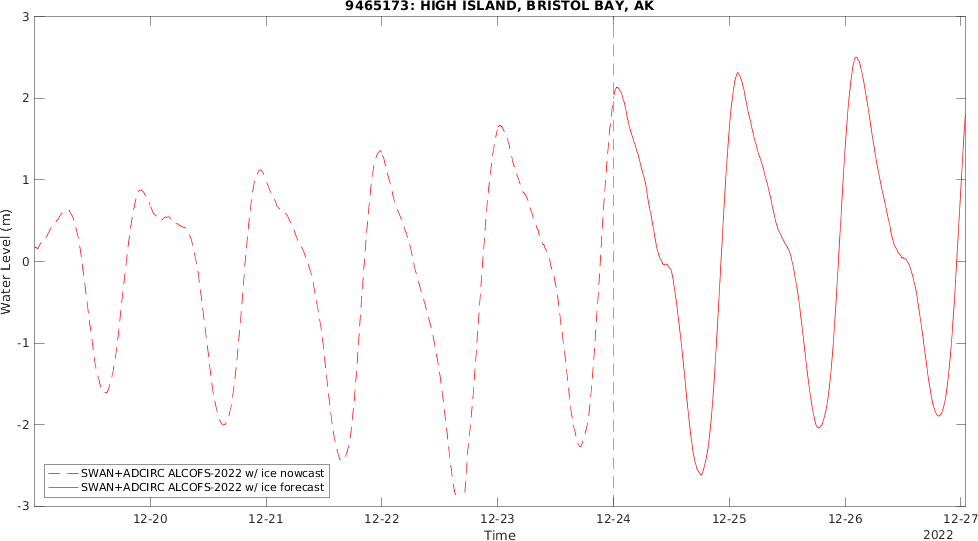 9465173: HIGH ISLAND, BRISTOL BAY, AK
3
2
1
0
-1
-2
-3
Water Level (m)
SWAN+ADCIRC ALCOFS-2022 w/ ice nowcast
SWAN+ADCIRC ALCOFS-2022 w/ ice forecast
12-20 12-21 12-22 12-23 12-24 12-25 12-26 12-27
Time
2022